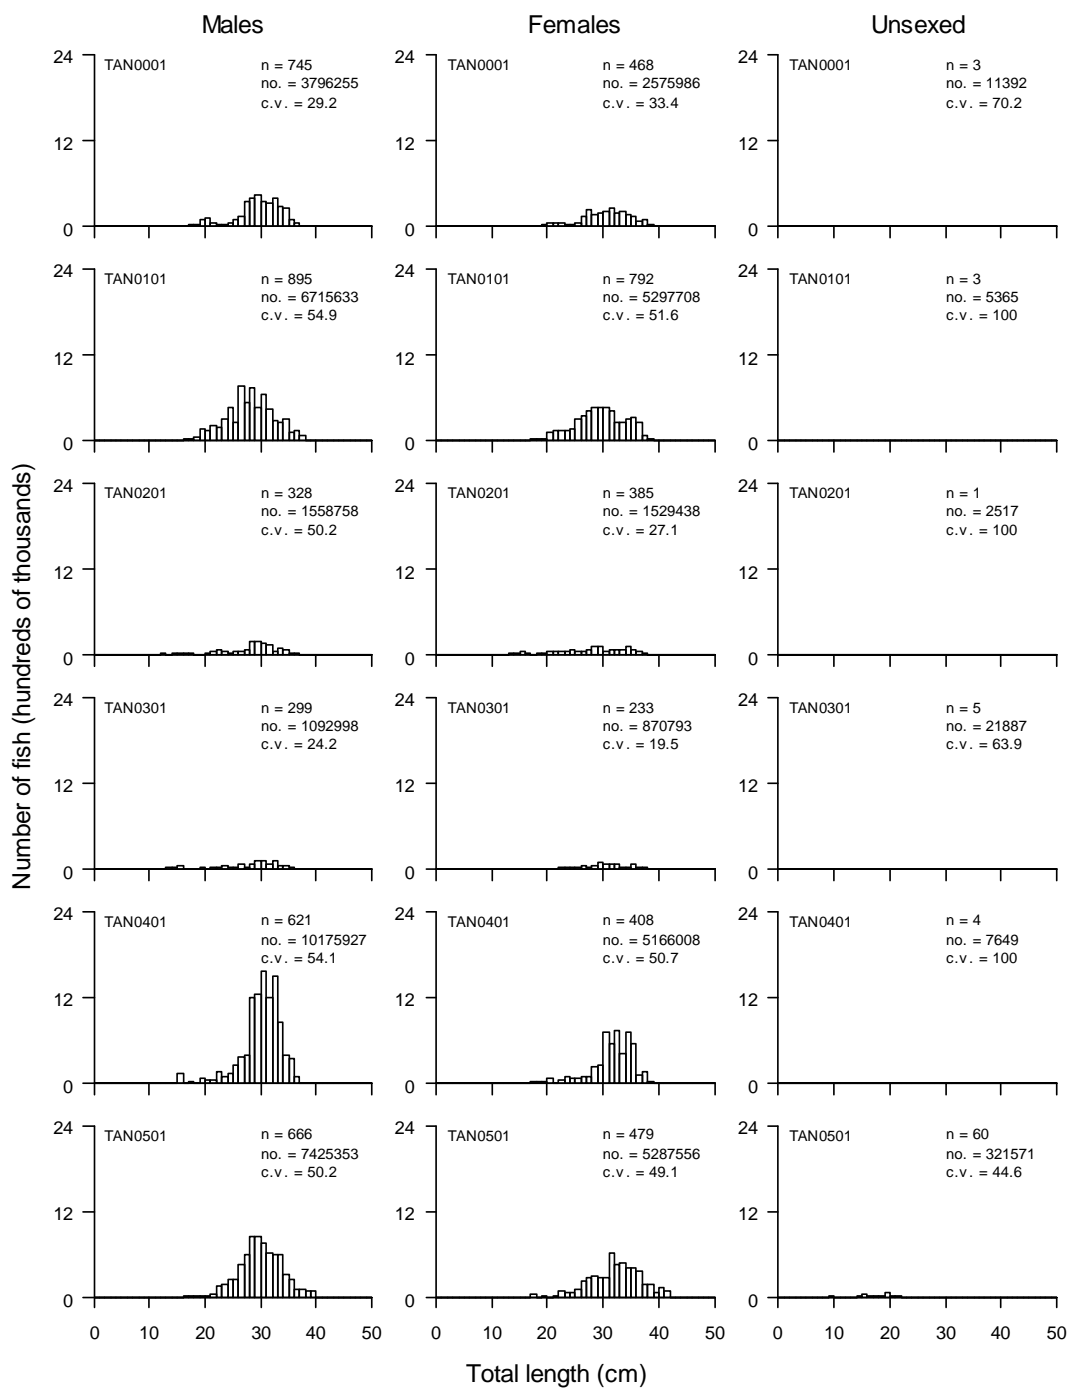 Males
Females
Unsexed
24
12
0
TAN0001
n = 745
no. = 3796255
c.v. = 29.2
24
12
0
TAN0001
n = 468
no. = 2575986
c.v. = 33.4
24
12
0
TAN0001
n = 3
no. = 11392
c.v. = 70.2
24
12
0
TAN0101
n = 895
no. = 6715633
c.v. = 54.9
24
12
0
TAN0101
n = 792
no. = 5297708
c.v. = 51.6
24
12
0
TAN0101
n = 3
no. = 5365
c.v. = 100
24
12
0
TAN0201
n = 328
no. = 1558758
c.v. = 50.2
24
12
0
TAN0201
n = 385
no. = 1529438
c.v. = 27.1
24
12
0
TAN0201
n = 1
no. = 2517
c.v. = 100
24
12
0
TAN0301
n = 299
no. = 1092998
c.v. = 24.2
24
12
0
TAN0301
n = 233
no. = 870793
c.v. = 19.5
24
12
0
TAN0301
n = 5
no. = 21887
c.v. = 63.9
24
12
0
TAN0401
n = 621
no. = 10175927
c.v. = 54.1
24
12
0
TAN0401
n = 408
no. = 5166008
c.v. = 50.7
24
12
0
TAN0401
n = 4
no. = 7649
c.v. = 100
24
12
0
TAN0501
n = 666
no. = 7425353
c.v. = 50.2
24
12
0
TAN0501
n = 479
no. = 5287556
c.v. = 49.1
24
12
0
TAN0501
n = 60
no. = 321571
c.v. = 44.6
0 10 20 30 40 50
0 10 20 30 40 50
0 10 20 30 40 50
Number of fish (hundreds of thousands)
Total length (cm)